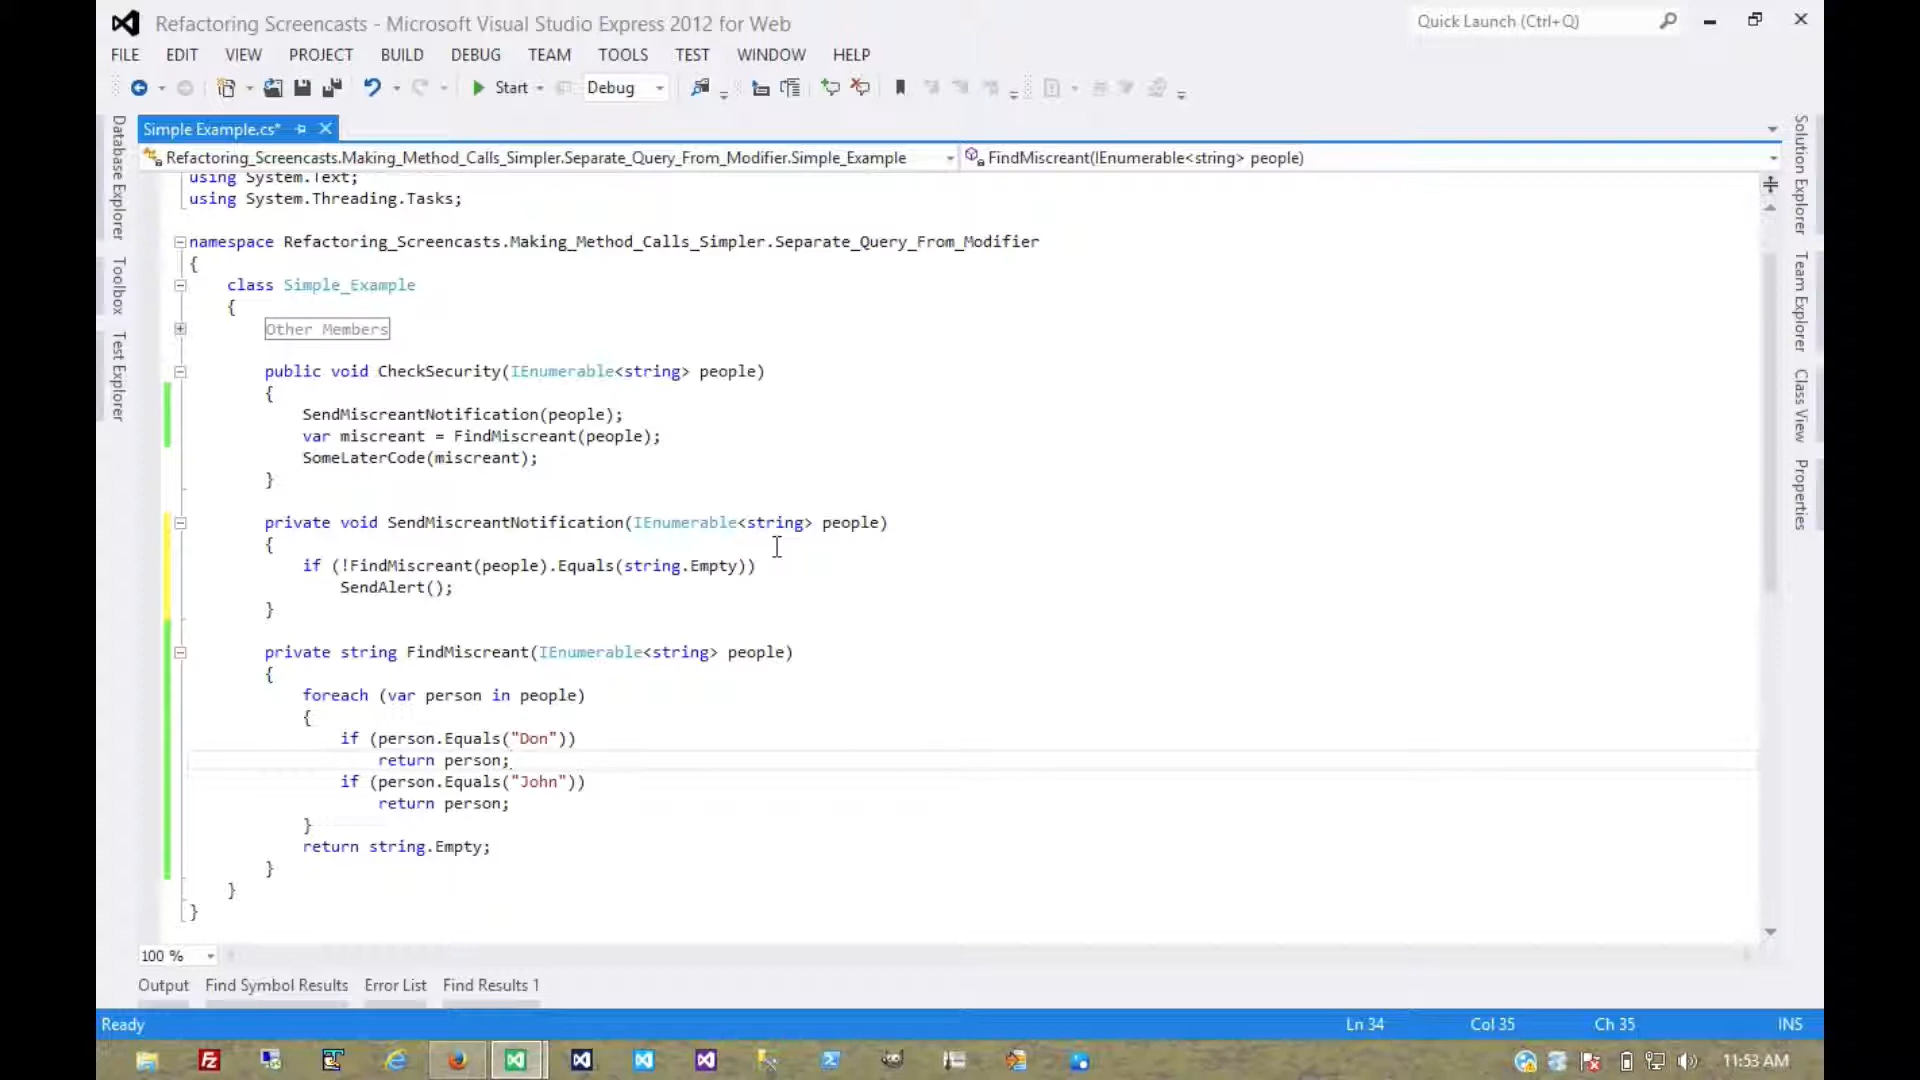 Refactoring Screencasts - Microsoft Visual Studio Express 2012 for Web
Quick Launch (Ctrl+Q)
FILE EDIT VIEW PROJECT BUILD DEBUG TEAM TOOLS TEST WINDOW HELP
Start Debug
Simple Example.cs*
Refactoring_Screencasts.Making_Method_Calls_Simpler.Separate_Query_From_Modifier.Simple_Example
FindMiscreant(IEnumerable<string> people)
Database Explorer
Toolbox
Test Explorer
using System.Text;
using System.Threading.Tasks;
namespace Refactoring_Screencasts.Making_Method_Calls_Simpler.Separate_Query_From_Modifier
{
class Simple_Example
{
Other Members
public void CheckSecurity(IEnumerable<string> people)
{
SendMiscreantNotification(people);
var miscreant = FindMiscreant(people);
SomeLaterCode(miscreant);
}
private void SendMiscreantNotification(IEnumerable<string> people)
{
if (!FindMiscreant(people).Equals(string.Empty))
SendAlert();
}
private string FindMiscreant(IEnumerable<string> people)
{
foreach (var person in people)
{
if (person.Equals("Don"))
return person;
if (person.Equals("John"))
return person;
}
return string.Empty;
}
}
}
Solution Explorer
Team Explorer
Class View
Properties
100 %
Output Find Symbol Results Error List Find Results 1
Ready Ln 34 Col 35 Ch 35 INS
11:53 AM